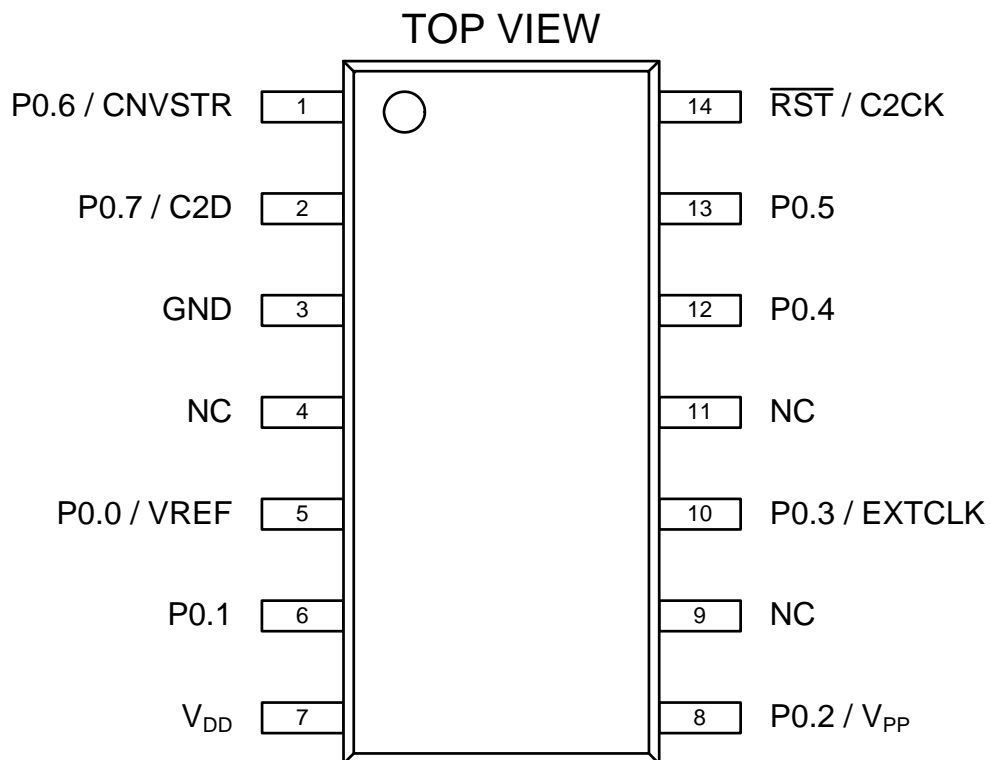 TOP VIEW
P0.6 / CNVSTR 1 14 R̅S̅T̅ / C2CK
P0.7 / C2D 2 13 P0.5
GND 3 12 P0.4
NC 4 11 NC
P0.0 / VREF 5 10 P0.3 / EXTCLK
P0.1 6 9 NC
VDD 7 8 P0.2 / VPP